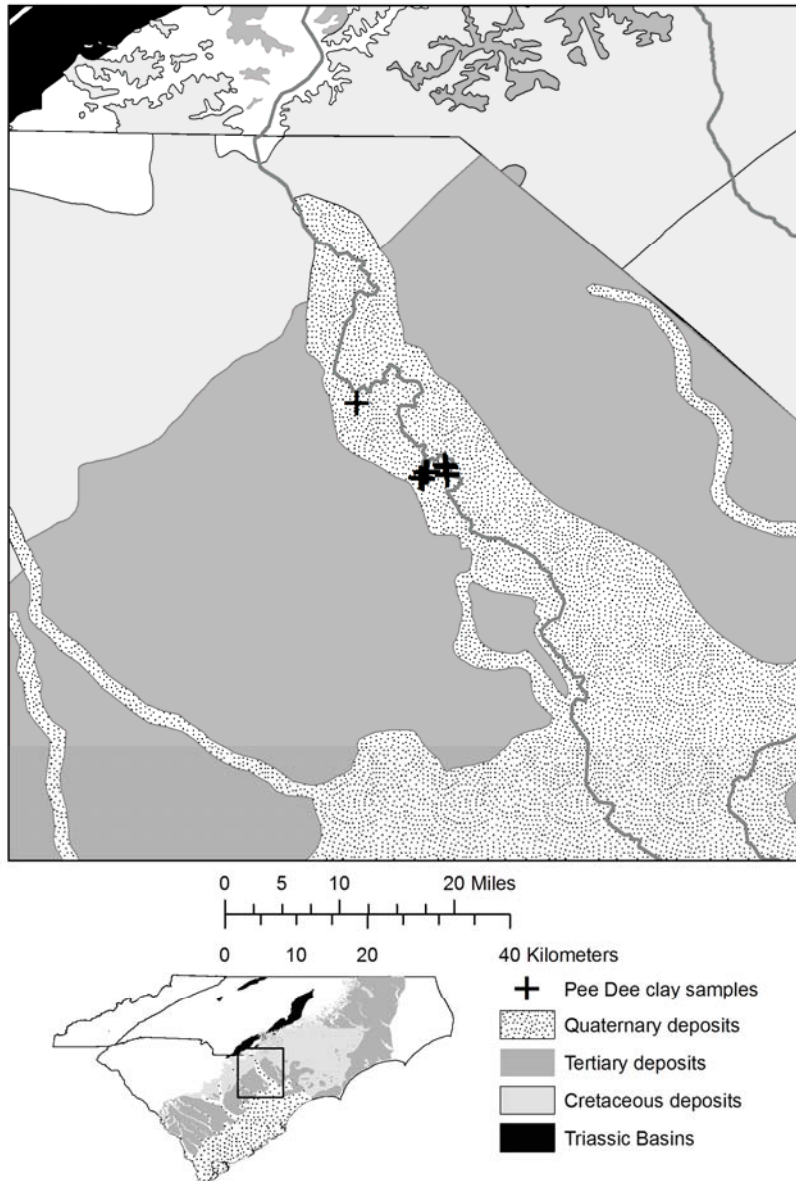 0 5 10 20 Miles
0 10 20 40 Kilometers
Pee Dee clay samples
Quaternary deposits
Tertiary deposits
Cretaceous deposits
Triassic Basins